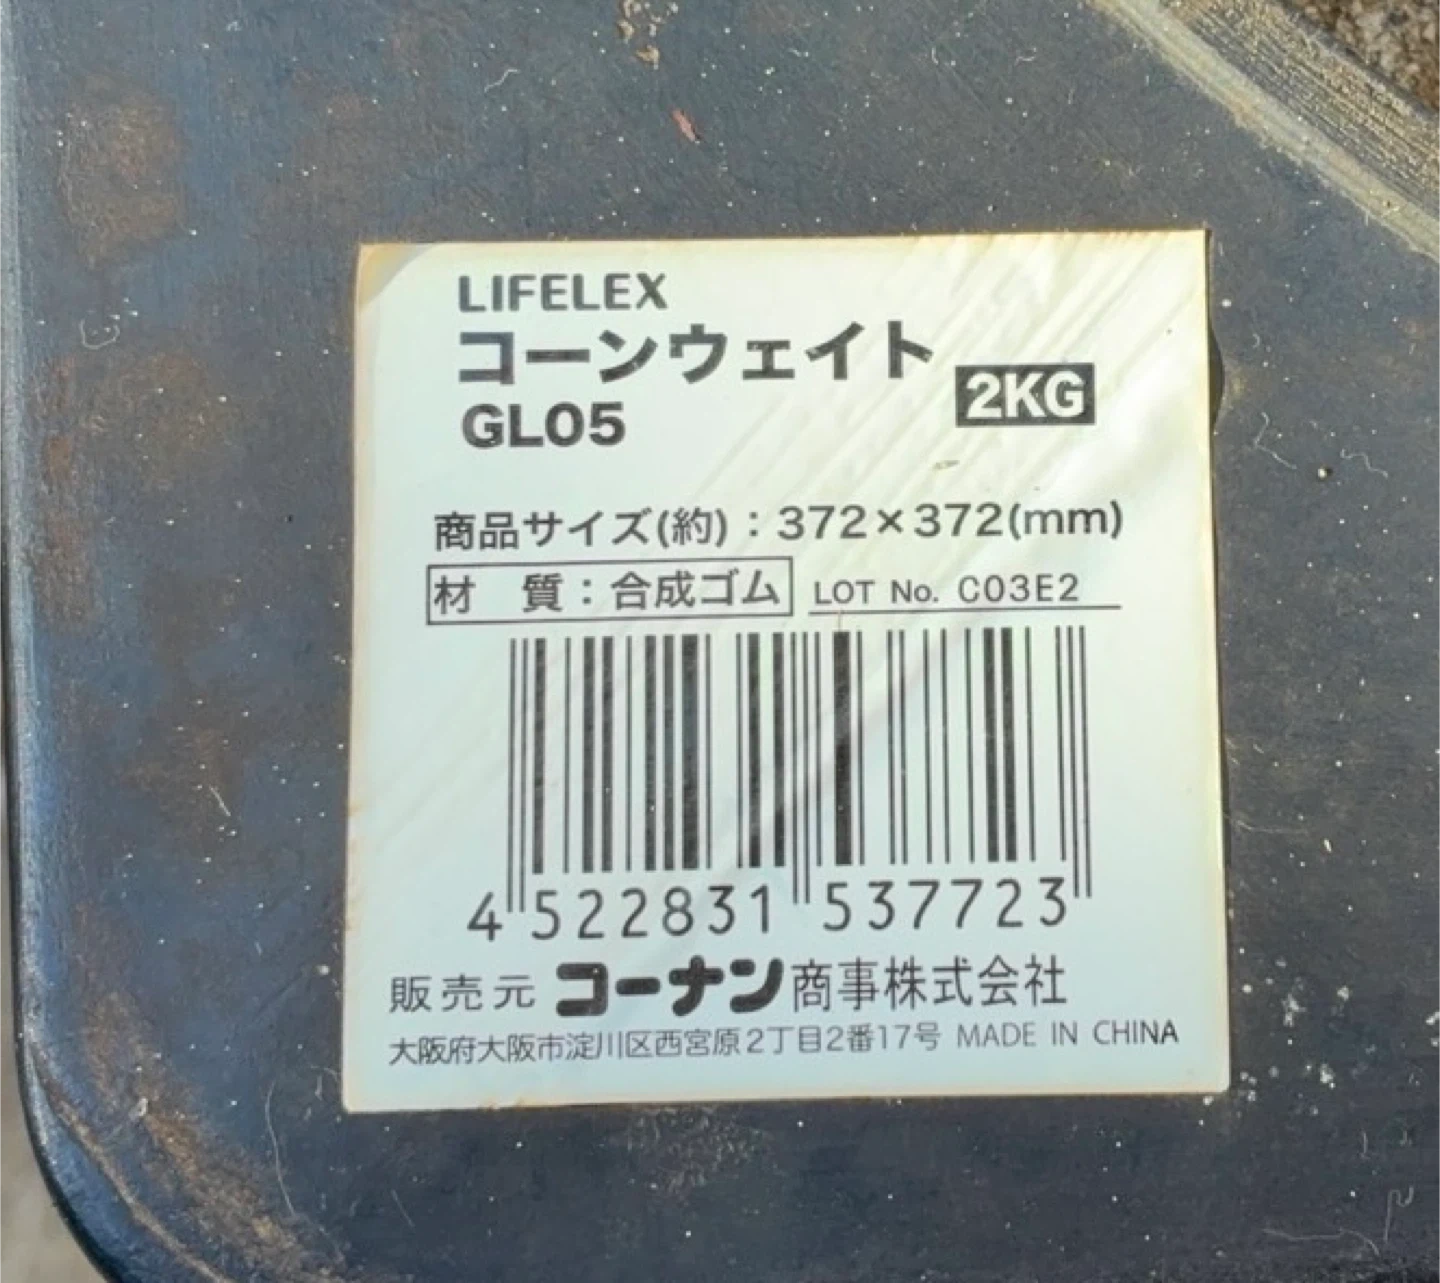 LIFELEX
コーンウェイト 2KG
GL05
商品サイズ(約)：372×372(mm)
材　質：合成ゴム LOT No. C03E2
4 522831 537723
販売元 コーナン商事株式会社
大阪府大阪市淀川区西宮原2丁目2番17号 MADE IN CHINA